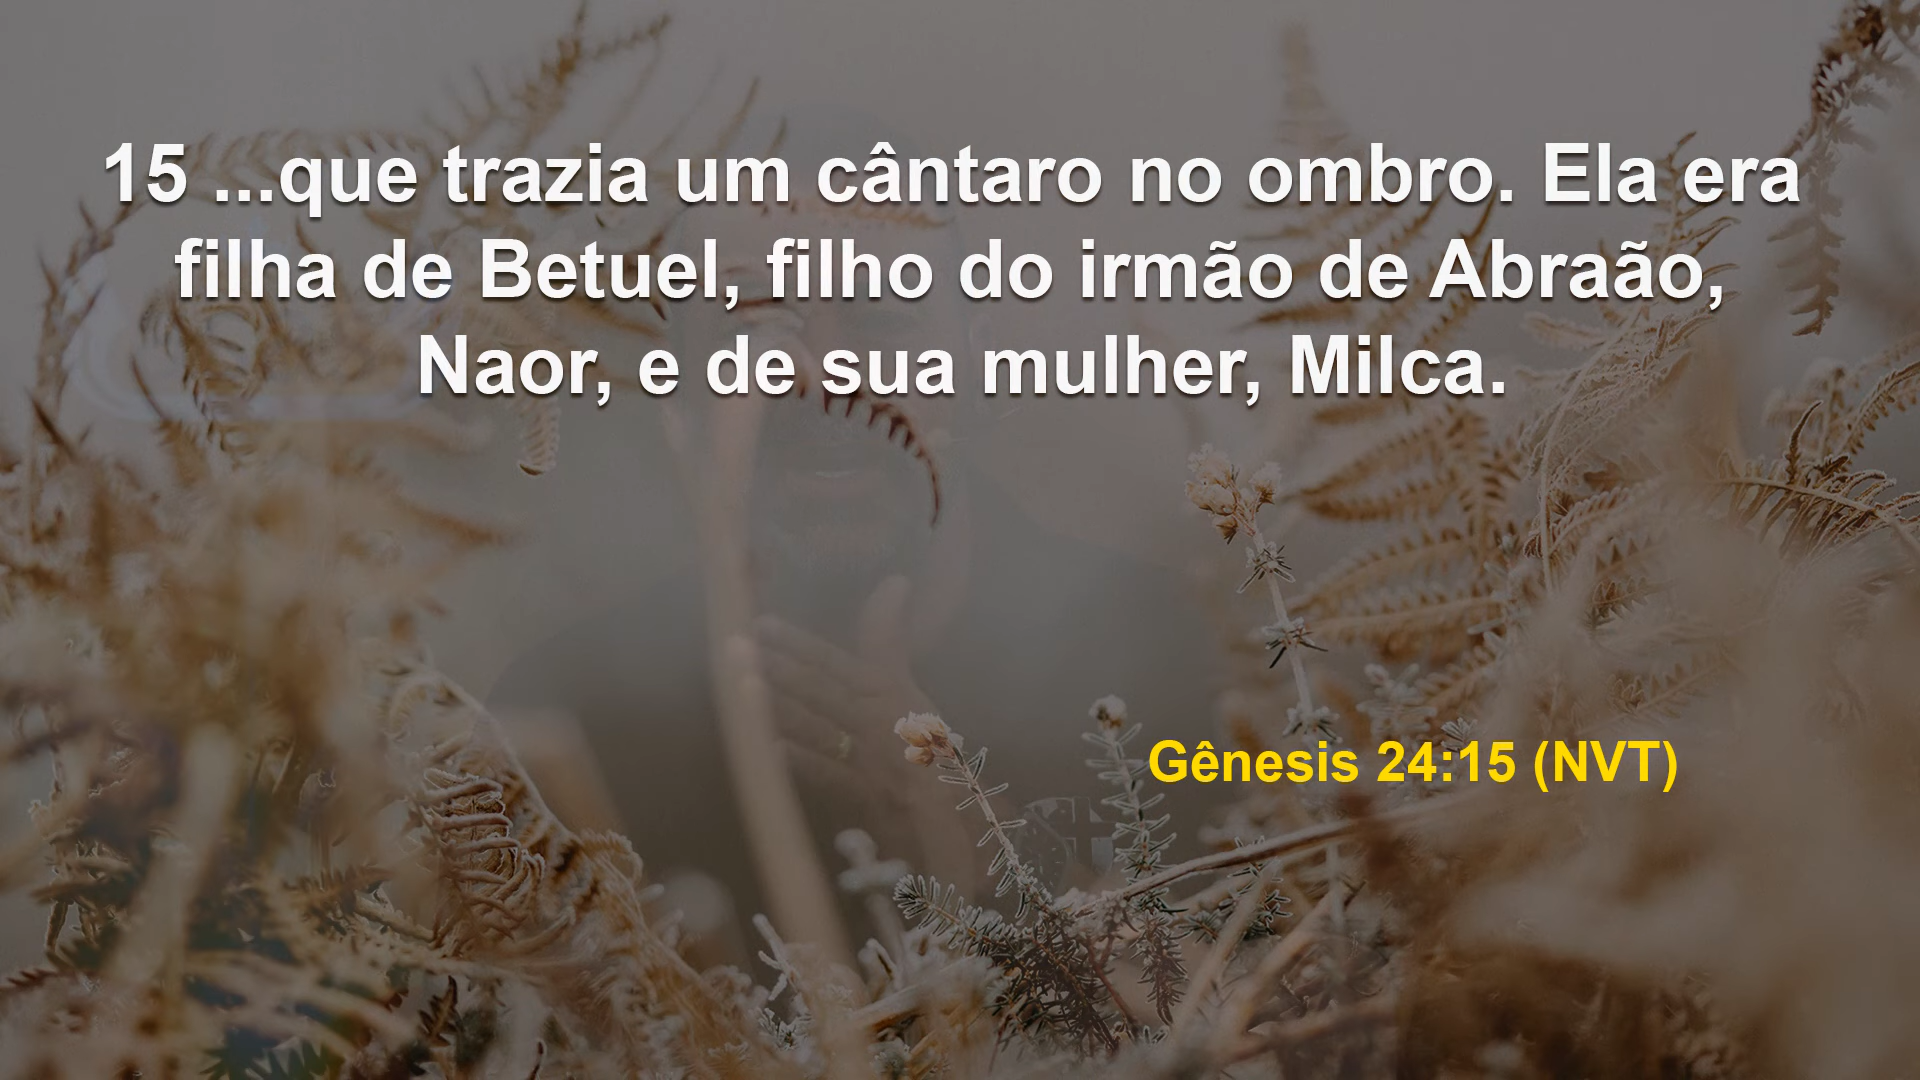 15 ...que trazia um cântaro no ombro. Ela era
filha de Betuel, filho do irmão de Abraão,
Naor, e de sua mulher, Milca.
Gênesis 24:15 (NVT)